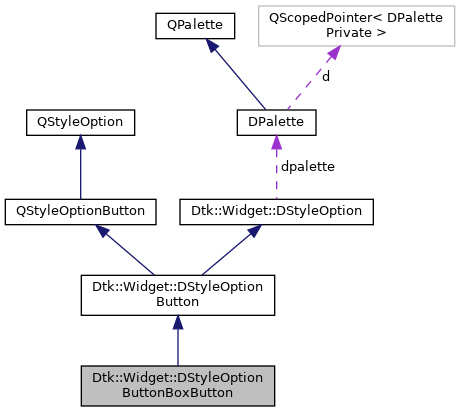 QPalette
QScopedPointer< DPalette
Private >
d
QStyleOption
DPalette
dpalette
QStyleOptionButton
Dtk::Widget::DStyleOption
Dtk::Widget::DStyleOption
Button
Dtk::Widget::DStyleOption
ButtonBoxButton